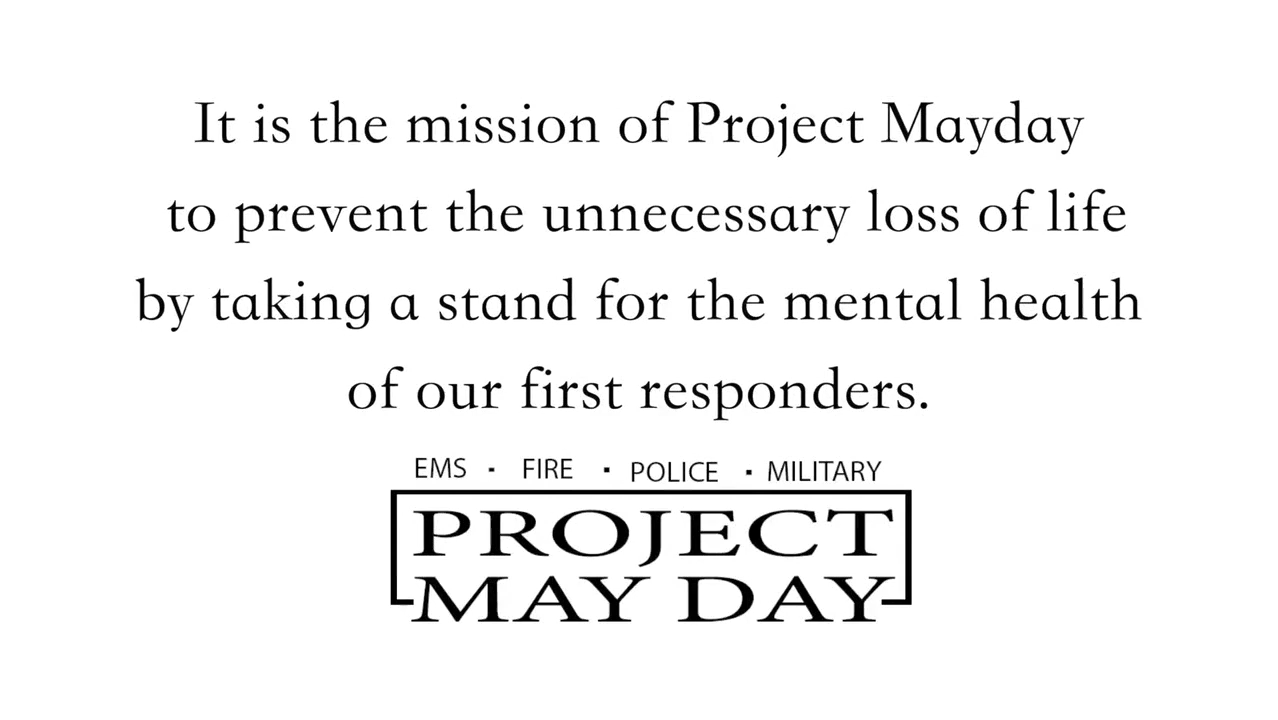 It is the mission of Project Mayday
to prevent the unnecessary loss of life
by taking a stand for the mental health
of our first responders.
EMS · FIRE · POLICE · MILITARY
PROJECT
MAY DAY